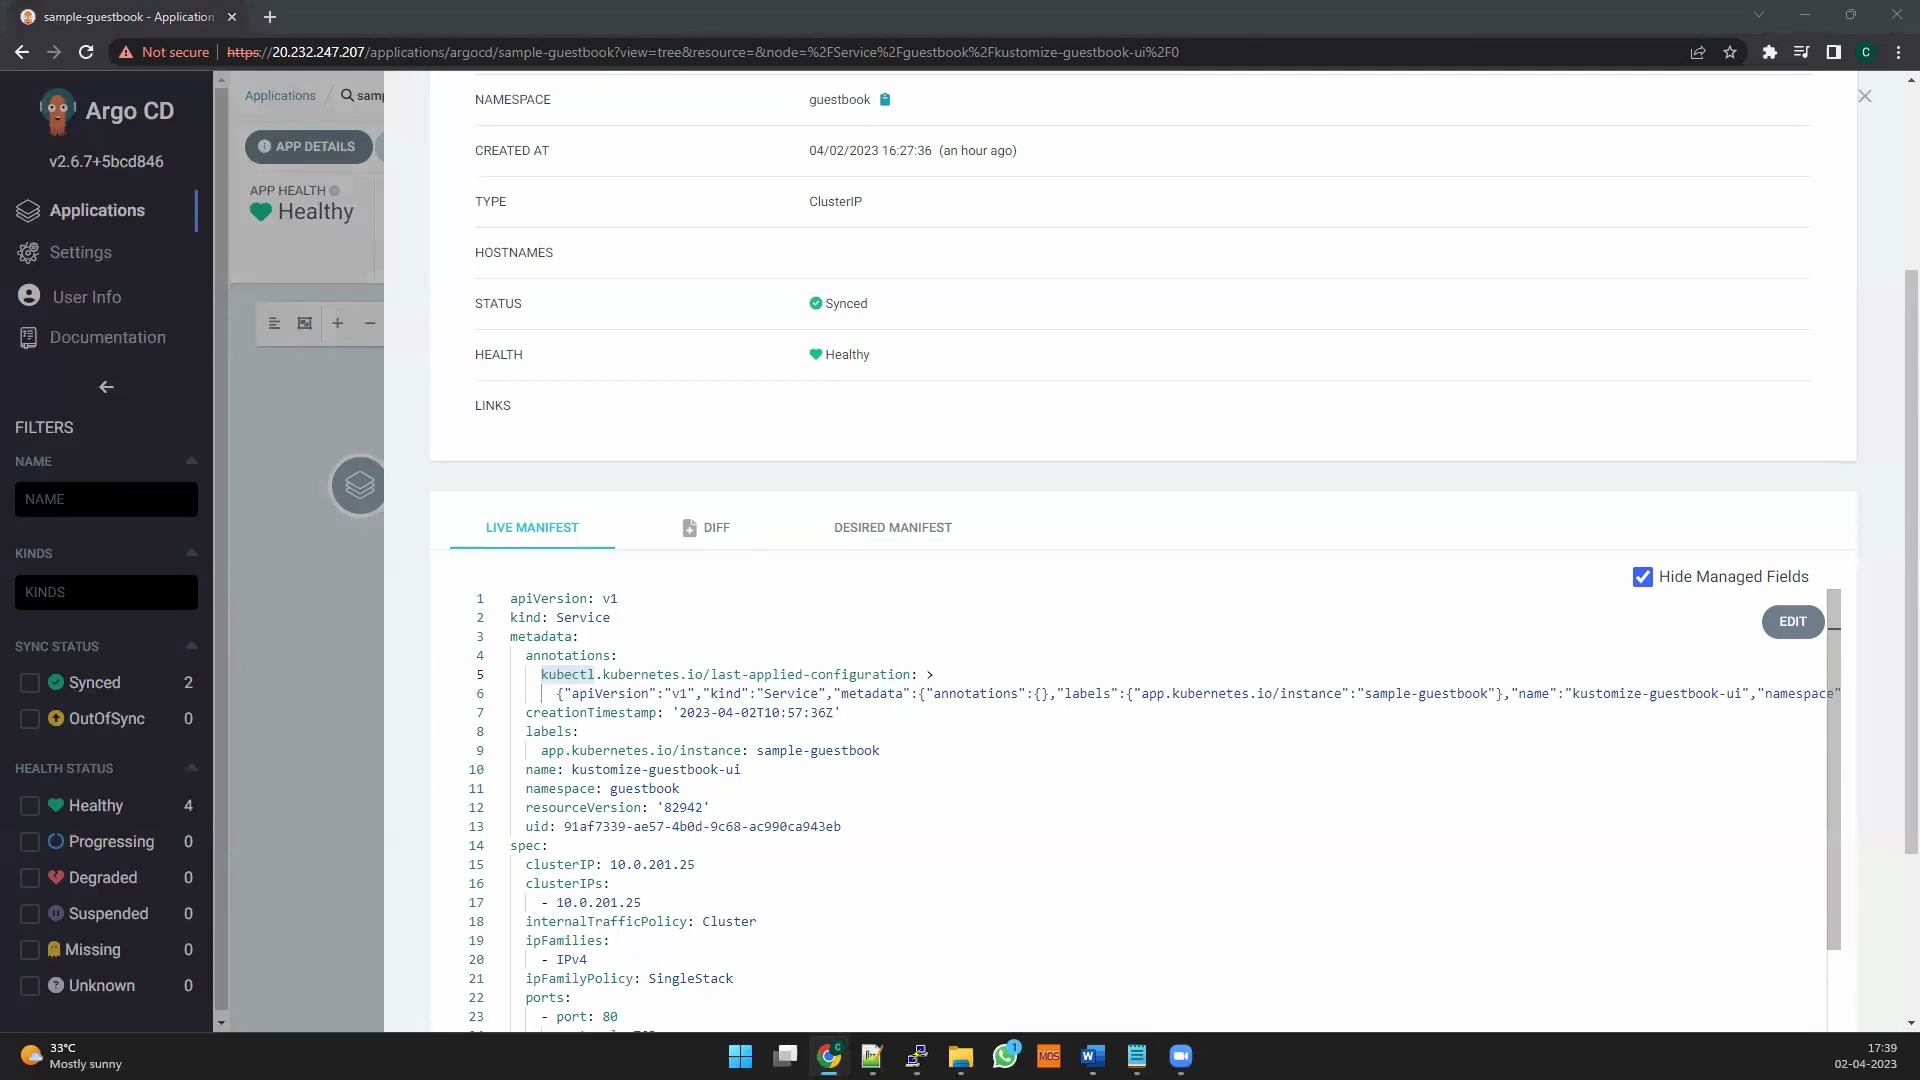 sample-guestbook - Application
Not secure
https://20.232.247.207/applications/argocd/sample-guestbook?view=tree&resource=&node=%2FService%2Fguestbook%2Fkustomize-guestbook-ui%2F0
C
Argo CD
v2.6.7+5bcd846
Applications
Settings
User Info
Documentation
FILTERS
NAME
NAME
KINDS
KINDS
SYNC STATUS
Synced 2
OutOfSync 0
HEALTH STATUS
Healthy 4
Progressing 0
Degraded 0
Suspended 0
Missing 0
Unknown 0
Applications / samp
APP DETAILS
APP HEALTH
Healthy
NAMESPACE guestbook
CREATED AT 04/02/2023 16:27:36 (an hour ago)
TYPE ClusterIP
HOSTNAMES
STATUS Synced
HEALTH Healthy
LINKS
LIVE MANIFEST DIFF DESIRED MANIFEST
Hide Managed Fields
EDIT
1 apiVersion: v1
2 kind: Service
3 metadata:
4 annotations:
5 kubectl.kubernetes.io/last-applied-configuration: >
6 {"apiVersion":"v1","kind":"Service","metadata":{"annotations":{},"labels":{"app.kubernetes.io/instance":"sample-guestbook"},"name":"kustomize-guestbook-ui","namespace"
7 creationTimestamp: '2023-04-02T10:57:36Z'
8 labels:
9 app.kubernetes.io/instance: sample-guestbook
10 name: kustomize-guestbook-ui
11 namespace: guestbook
12 resourceVersion: '82942'
13 uid: 91af7339-ae57-4b0d-9c68-ac990ca943eb
14 spec:
15 clusterIP: 10.0.201.25
16 clusterIPs:
17 - 10.0.201.25
18 internalTrafficPolicy: Cluster
19 ipFamilies:
20 - IPv4
21 ipFamilyPolicy: SingleStack
22 ports:
23 - port: 80
33°C
Mostly sunny
1
MOS
17:39
02-04-2023